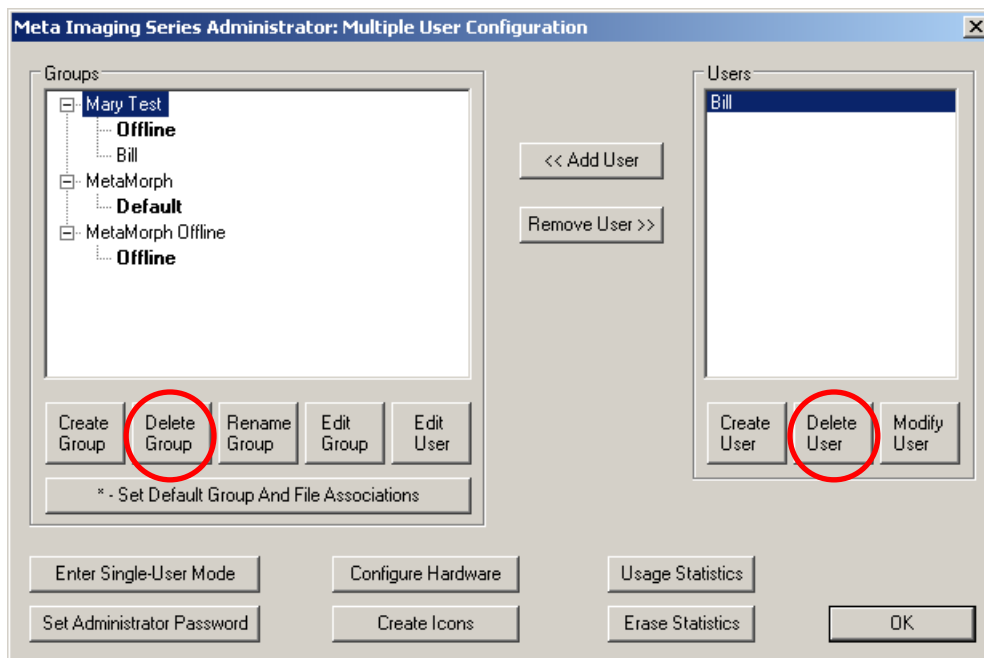 Meta Imaging Series Administrator: Multiple User Configuration
Groups
Mary Test
Offline
Bill
MetaMorph
Default
MetaMorph Offline
Offline
<< Add User
Remove User >>
Users
Bill
Create
Group
Delete
Group
Rename
Group
Edit
Group
Edit
User
* - Set Default Group And File Associations
Create
User
Delete
User
Modify
User
Enter Single-User Mode
Configure Hardware
Usage Statistics
Set Administrator Password
Create Icons
Erase Statistics
OK